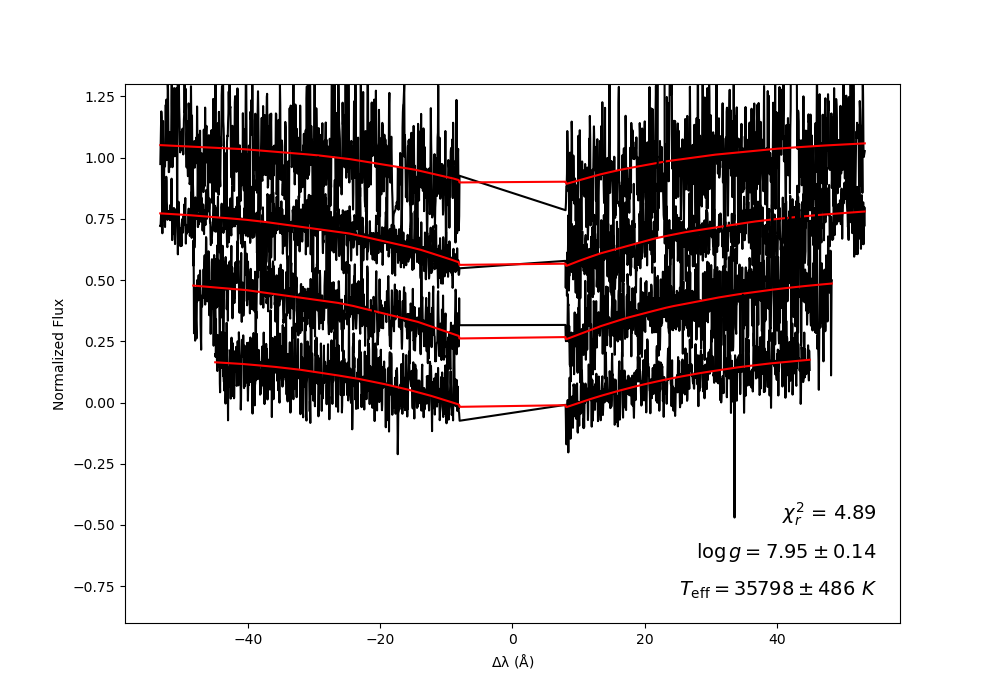 1.25
1.00
0.75
0.50
0.25
0.00
−0.25
−0.50
−0.75
Normalized Flux
χ²ᵣ = 4.89
log g = 7.95 ± 0.14
T_eff = 35798 ± 486 K
−40 −20 0 20 40
Δλ (Å)